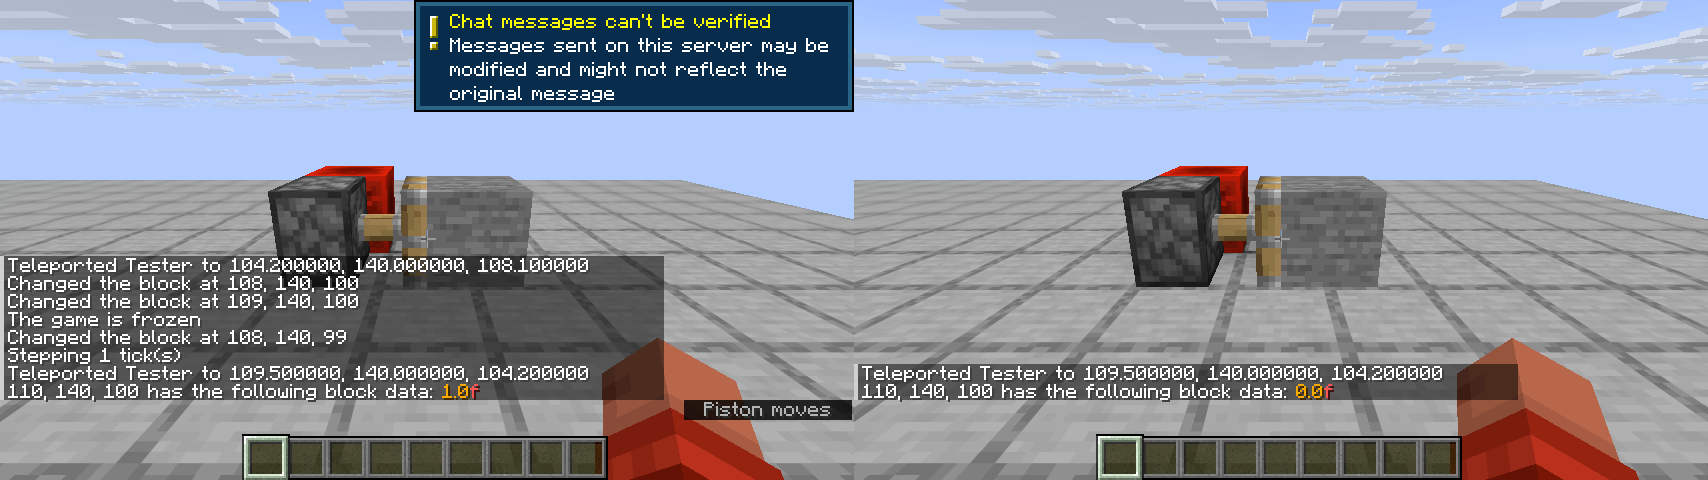 Chat messages can't be verified
Messages sent on this server may be
modified and might not reflect the
original message
Teleported Tester to 104.200000, 140.000000, 108.100000
Changed the block at 108, 140, 100
Changed the block at 109, 140, 100
The game is frozen
Changed the block at 108, 140, 99
Stepping 1 tick(s)
Teleported Tester to 109.500000, 140.000000, 104.200000
110, 140, 100 has the following block data: 1.0f
Piston moves
Teleported Tester to 109.500000, 140.000000, 104.200000
110, 140, 100 has the following block data: 0.0f